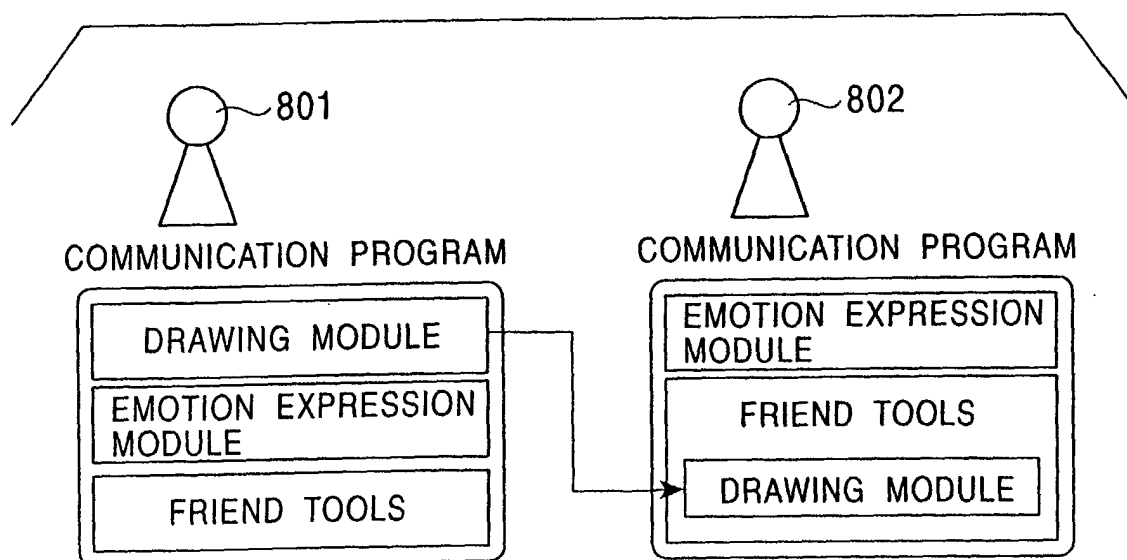 801
802
COMMUNICATION PROGRAM
DRAWING MODULE
EMOTION EXPRESSION
MODULE
FRIEND TOOLS
COMMUNICATION PROGRAM
EMOTION EXPRESSION
MODULE
FRIEND TOOLS
DRAWING MODULE